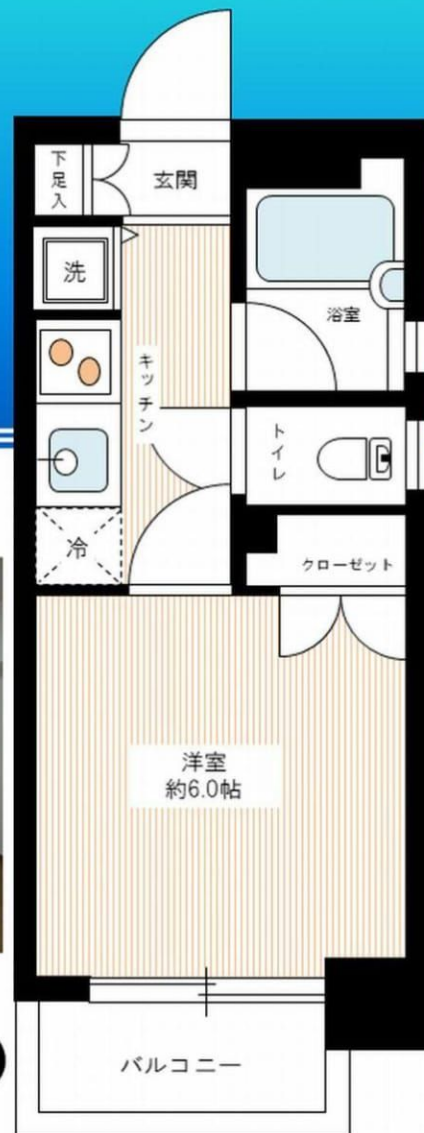 下足入
玄関
洗
浴室
キッチン
トイレ
冷
クローゼット
洋室
約6.0帖
バルコニー